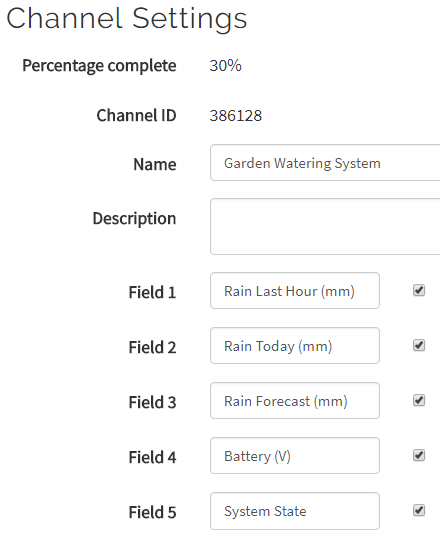 Channel Settings
Percentage complete 30%
Channel ID 386128
Name Garden Watering System
Description
Field 1 Rain Last Hour (mm)
Field 2 Rain Today (mm)
Field 3 Rain Forecast (mm)
Field 4 Battery (V)
Field 5 System State